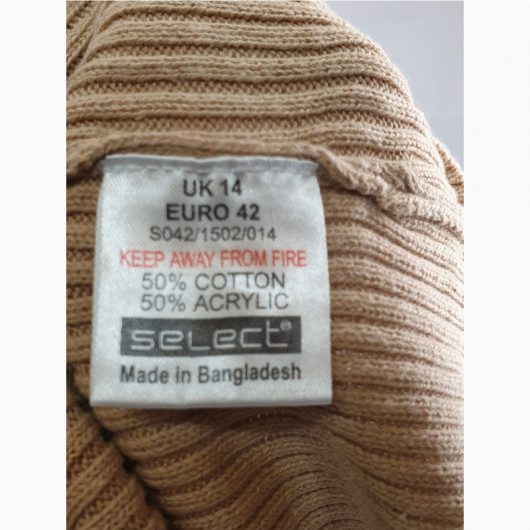 UK 14
EURO 42
S042/1502/014
KEEP AWAY FROM FIRE
50% COTTON
50% ACRYLIC
select®
Made in Bangladesh